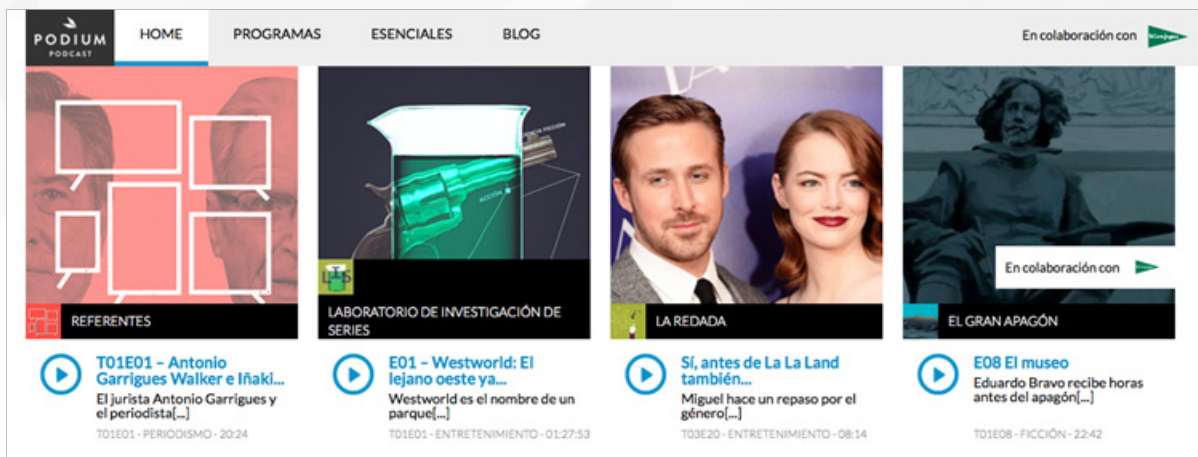 PODIUM
PODCAST
HOME
PROGRAMAS
ESENCIALES
BLOG
En colaboración con
ACCIÓN
En colaboración con
REFERENTES
LABORATORIO DE INVESTIGACIÓN DE
SERIES
LA REDADA
EL GRAN APAGÓN
T01E01 – Antonio
Garrigues Walker e Iñaki...
El jurista Antonio Garrigues y
el periodista[...]
T01E01 - PERIODISMO - 20:24
E01 – Westworld: El
lejano oeste ya...
Westworld es el nombre de un
parque[...]
T01E01 - ENTRETENIMIENTO - 01:27:53
Sí, antes de La La Land
también...
Miguel hace un repaso por el
género[...]
T03E20 - ENTRETENIMIENTO - 08:14
E08 El museo
Eduardo Bravo recibe horas
antes del apagón[...]
T01E08 - FICCIÓN - 22:42